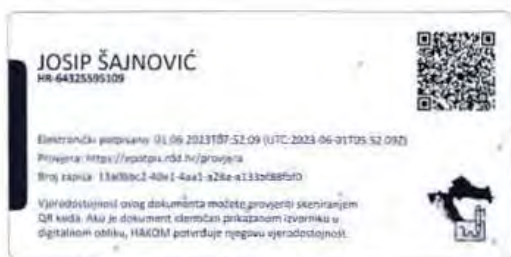 JOSIP ŠAJNOVIĆ
HR-64325595109
Elektronički potpisano: 01.06.2023T07:52:09 (UTC:2023-06-01T05:52:09Z)
Provjera: https://epotpis.rdd.hr/provjera
Broj zapisa:
Vjerodostojnost ovog dokumenta možete provjeriti skeniranjem
QR koda. Ako je dokument identičan prikazanom izvorniku u
digitalnom obliku, HAKOM potvrđuje njegovu vjerodostojnost.